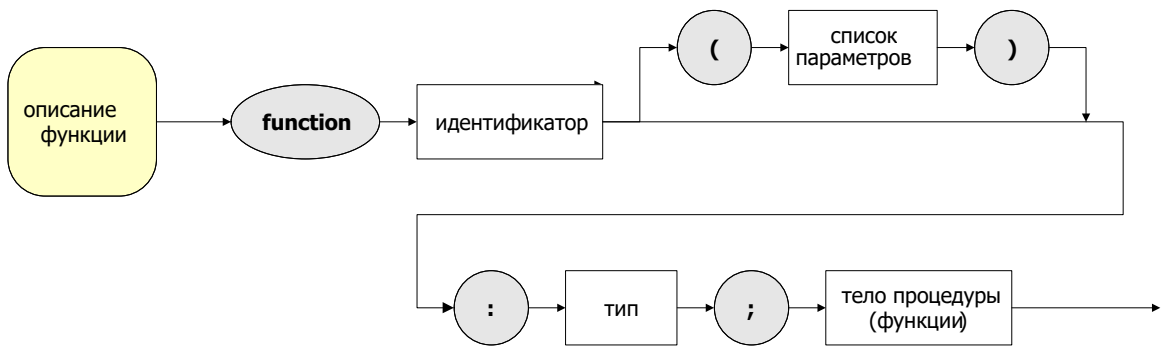 описание
функции
function
идентификатор
(
список
параметров
)
:
тип
;
тело процедуры
(функции)